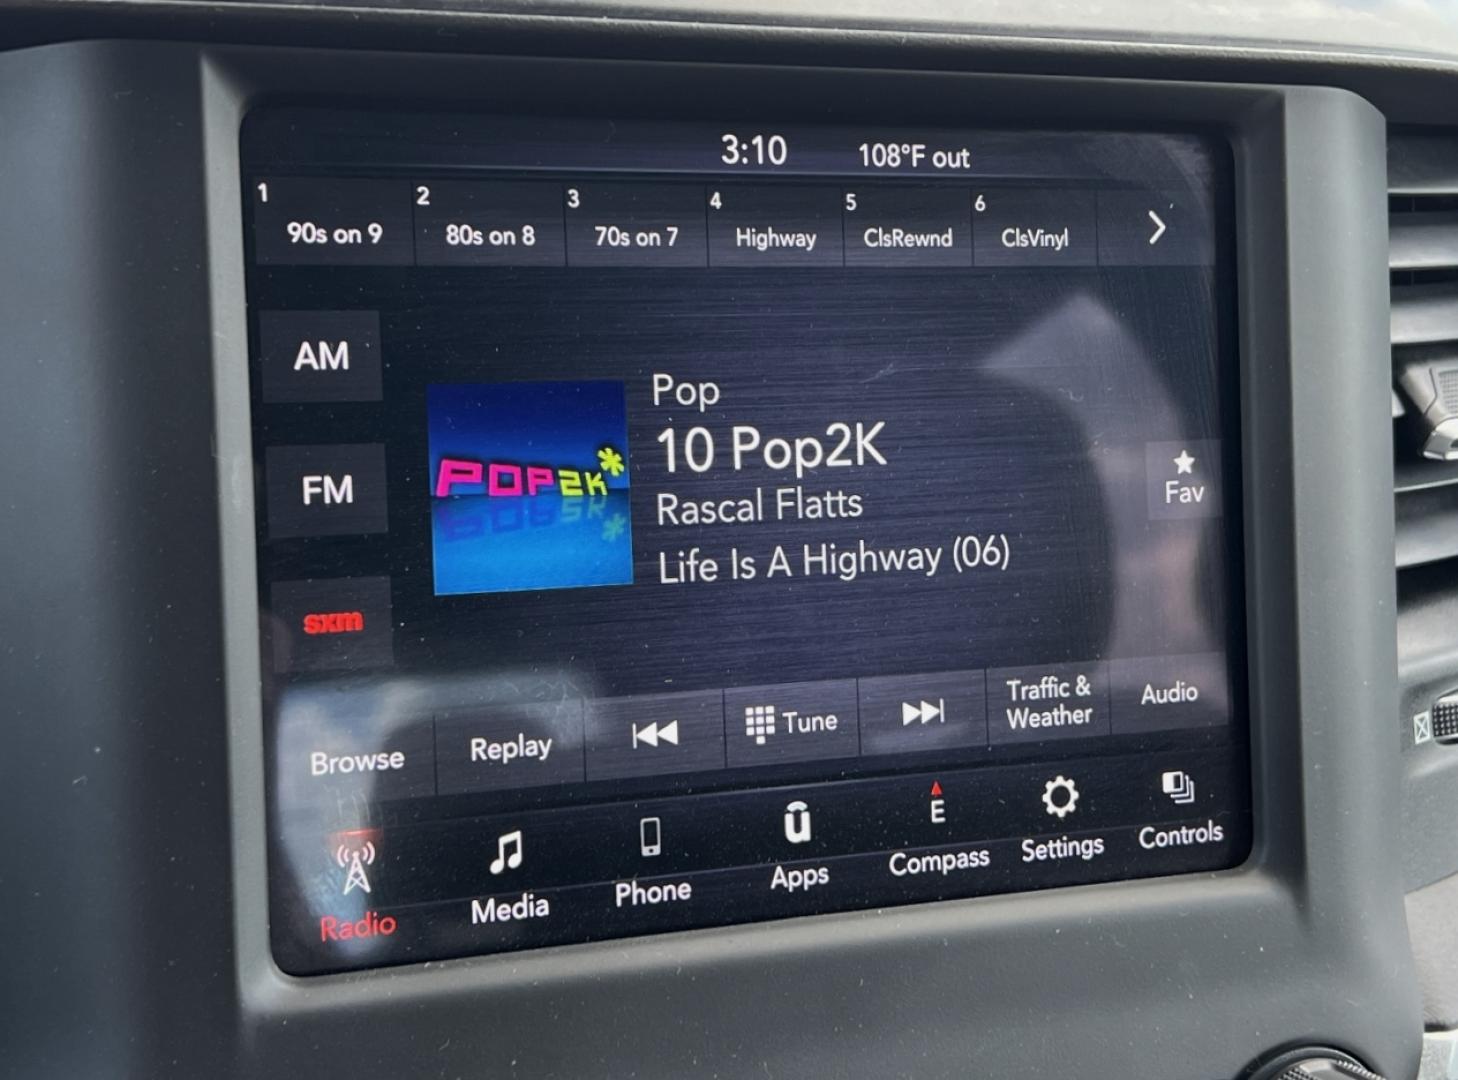 3:10 108°F out
1 90s on 9
2 80s on 8
3 70s on 7
4 Highway
5 ClsRewnd
6 ClsVinyl
AM
FM
sxm
POP2K*
Pop
10 Pop2K
Rascal Flatts
Life Is A Highway (06)
Fav
Browse
Replay
Tune
Traffic &
Weather
Audio
Radio
Media
Phone
Apps
E
Compass
Settings
Controls